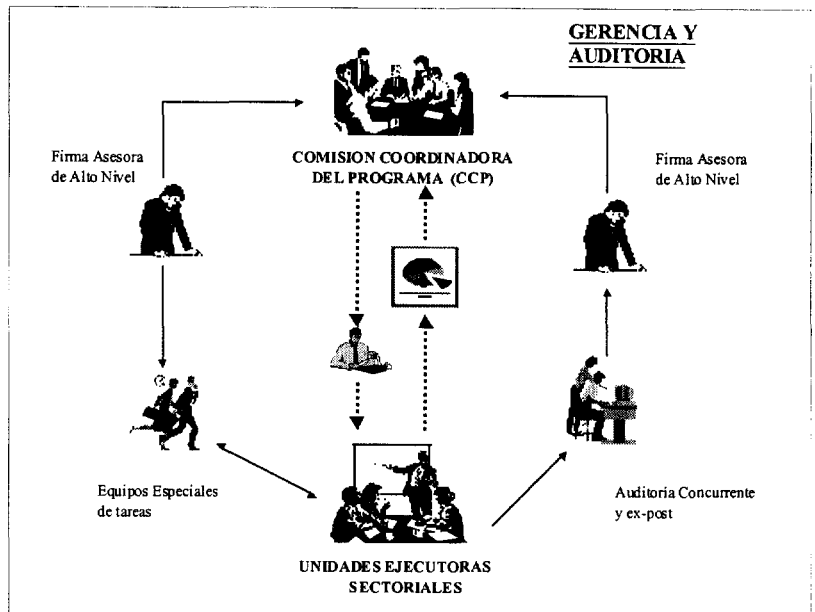 GERENCIA Y
AUDITORIA
Firma Asesora
de Alto Nivel
COMISION COORDINADORA
DEL PROGRAMA (CCP)
Firma Asesora
de Alto Nivel
Equipos Especiales
de tareas
Auditoría Concurrente
y ex-post
UNIDADES EJECUTORAS
SECTORIALES